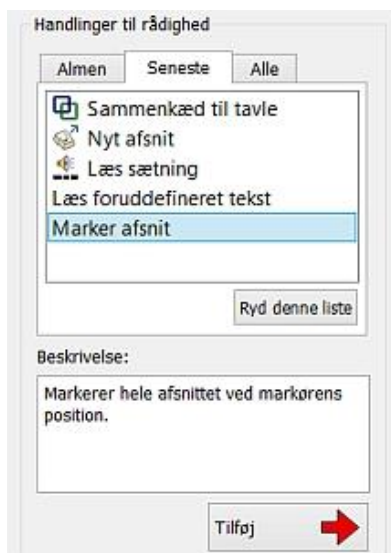 Handlinger til rådighed
Almen Seneste Alle
Sammenkæd til tavle
Nyt afsnit
Læs sætning
Læs foruddefineret tekst
Marker afsnit
Ryd denne liste
Beskrivelse:
Markerer hele afsnittet ved markørens
position.
Tilføj